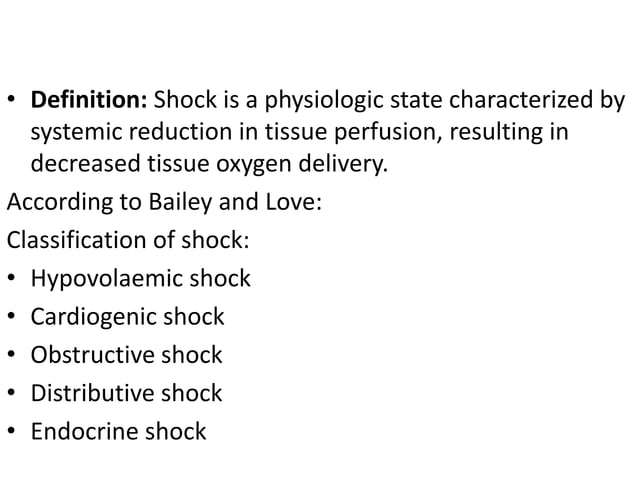 • Definition: Shock is a physiologic state characterized by
systemic reduction in tissue perfusion, resulting in
decreased tissue oxygen delivery.
According to Bailey and Love:
Classification of shock:
• Hypovolaemic shock
• Cardiogenic shock
• Obstructive shock
• Distributive shock
• Endocrine shock